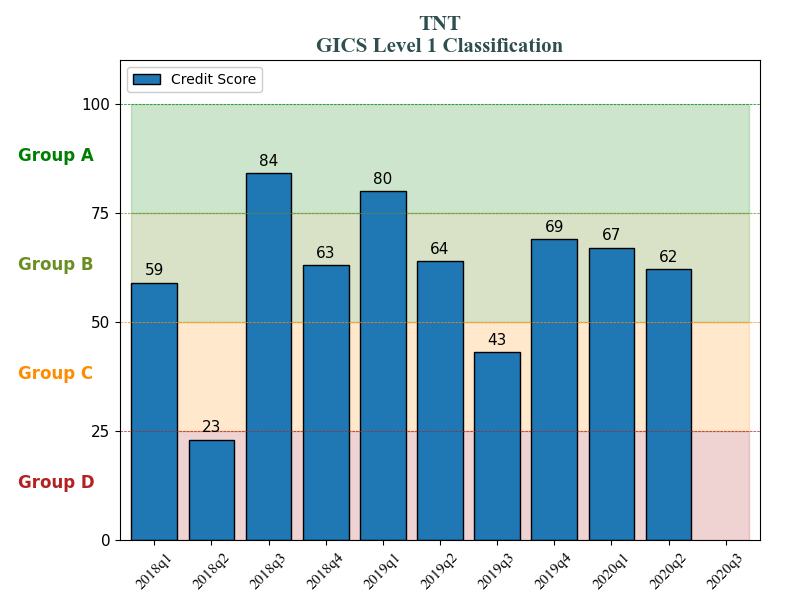 TNT
GICS Level 1 Classification
Credit Score
100
Group A
84
80
75
69
67
64
63
62
Group B
59
50
43
Group C
25
23
Group D
0
2018q1
2018q2
2018q3
2018q4
2019q1
2019q2
2019q3
2019q4
2020q1
2020q2
2020q3